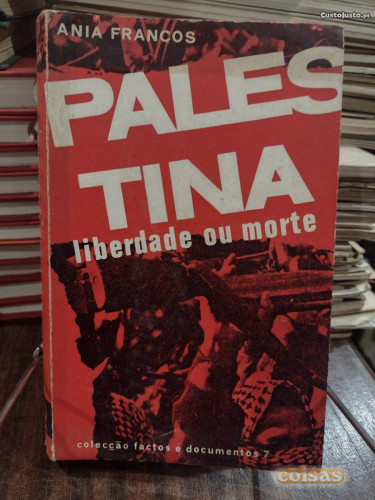 CustoJusto.pt
ANIA FRANCOS
PALES
TINA
liberdade ou morte
colecção factos e documentos 7
coisas